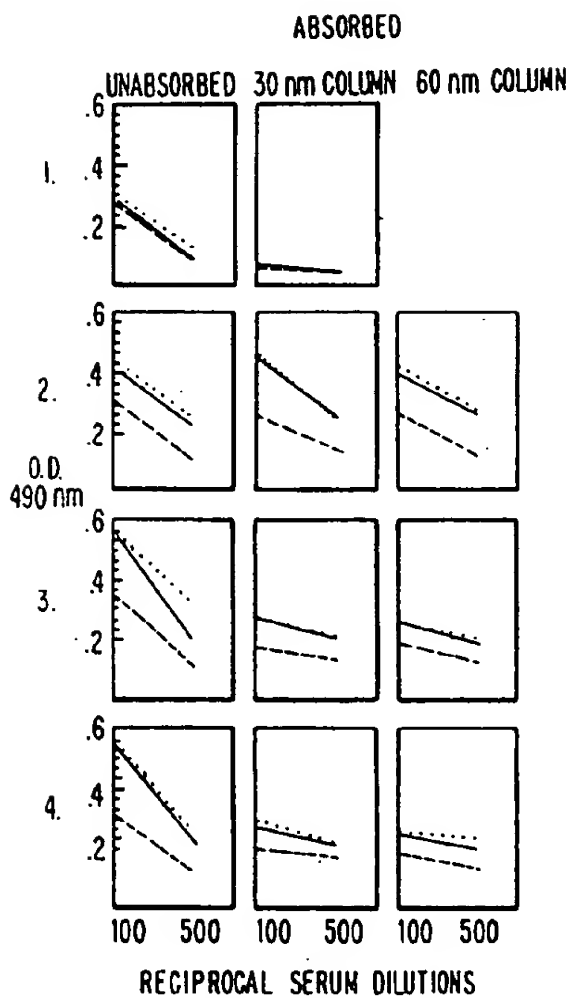 ABSORBED
UNABSORBED 30 nm COLUMN 60 nm COLUMN
.6
1. .4
.2
.6
2. .4
.2
O.D.
490 nm
.6
3. .4
.2
.6
4. .4
.2
100 500 100 500 100 500
RECIPROCAL SERUM DILUTIONS